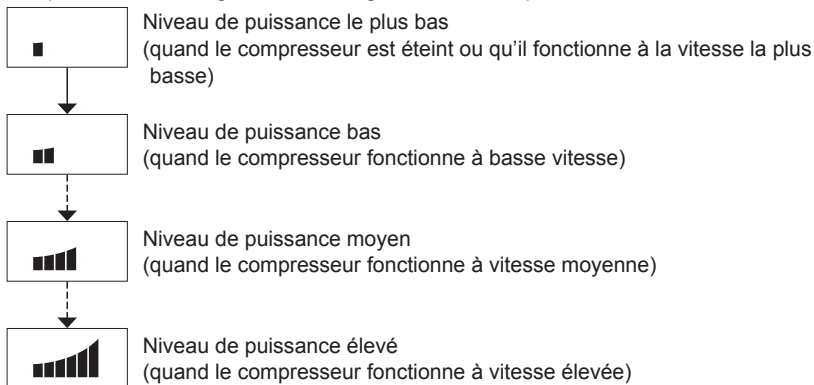 Niveau de puissance le plus bas
(quand le compresseur est éteint ou qu'il fonctionne à la vitesse la plus
basse)
Niveau de puissance bas
(quand le compresseur fonctionne à basse vitesse)
Niveau de puissance moyen
(quand le compresseur fonctionne à vitesse moyenne)
Niveau de puissance élevé
(quand le compresseur fonctionne à vitesse élevée)